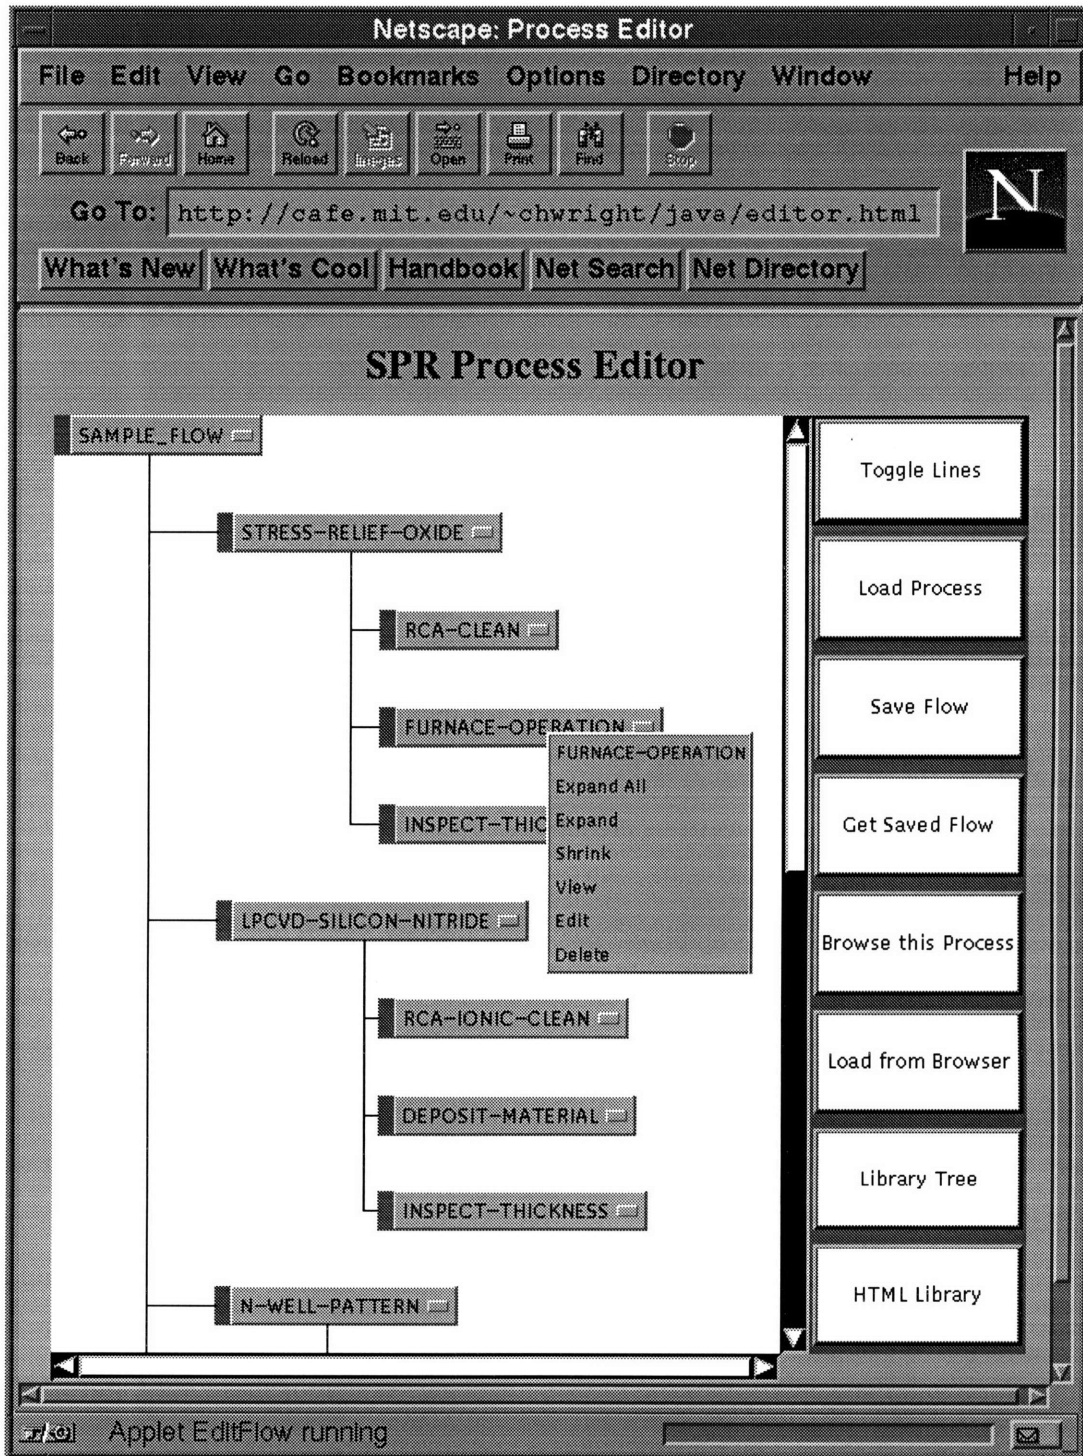 Netscape: Process Editor
File Edit View Go Bookmarks Options Directory Window Help
Back Forward Home Reload Images Open Print Find Stop
Go To: http://cafe.mit.edu/~chwright/java/editor.html
N
What's New What's Cool Handbook Net Search Net Directory
SPR Process Editor
SAMPLE_FLOW
STRESS-RELIEF-OXIDE
RCA-CLEAN
FURNACE-OPERATION
FURNACE-OPERATION
Expand All
Expand
Shrink
View
Edit
Delete
INSPECT-THIC
LPCVD-SILICON-NITRIDE
RCA-IONIC-CLEAN
DEPOSIT-MATERIAL
INSPECT-THICKNESS
N-WELL-PATTERN
Toggle Lines
Load Process
Save Flow
Get Saved Flow
Browse this Process
Load from Browser
Library Tree
HTML Library
Applet EditFlow running